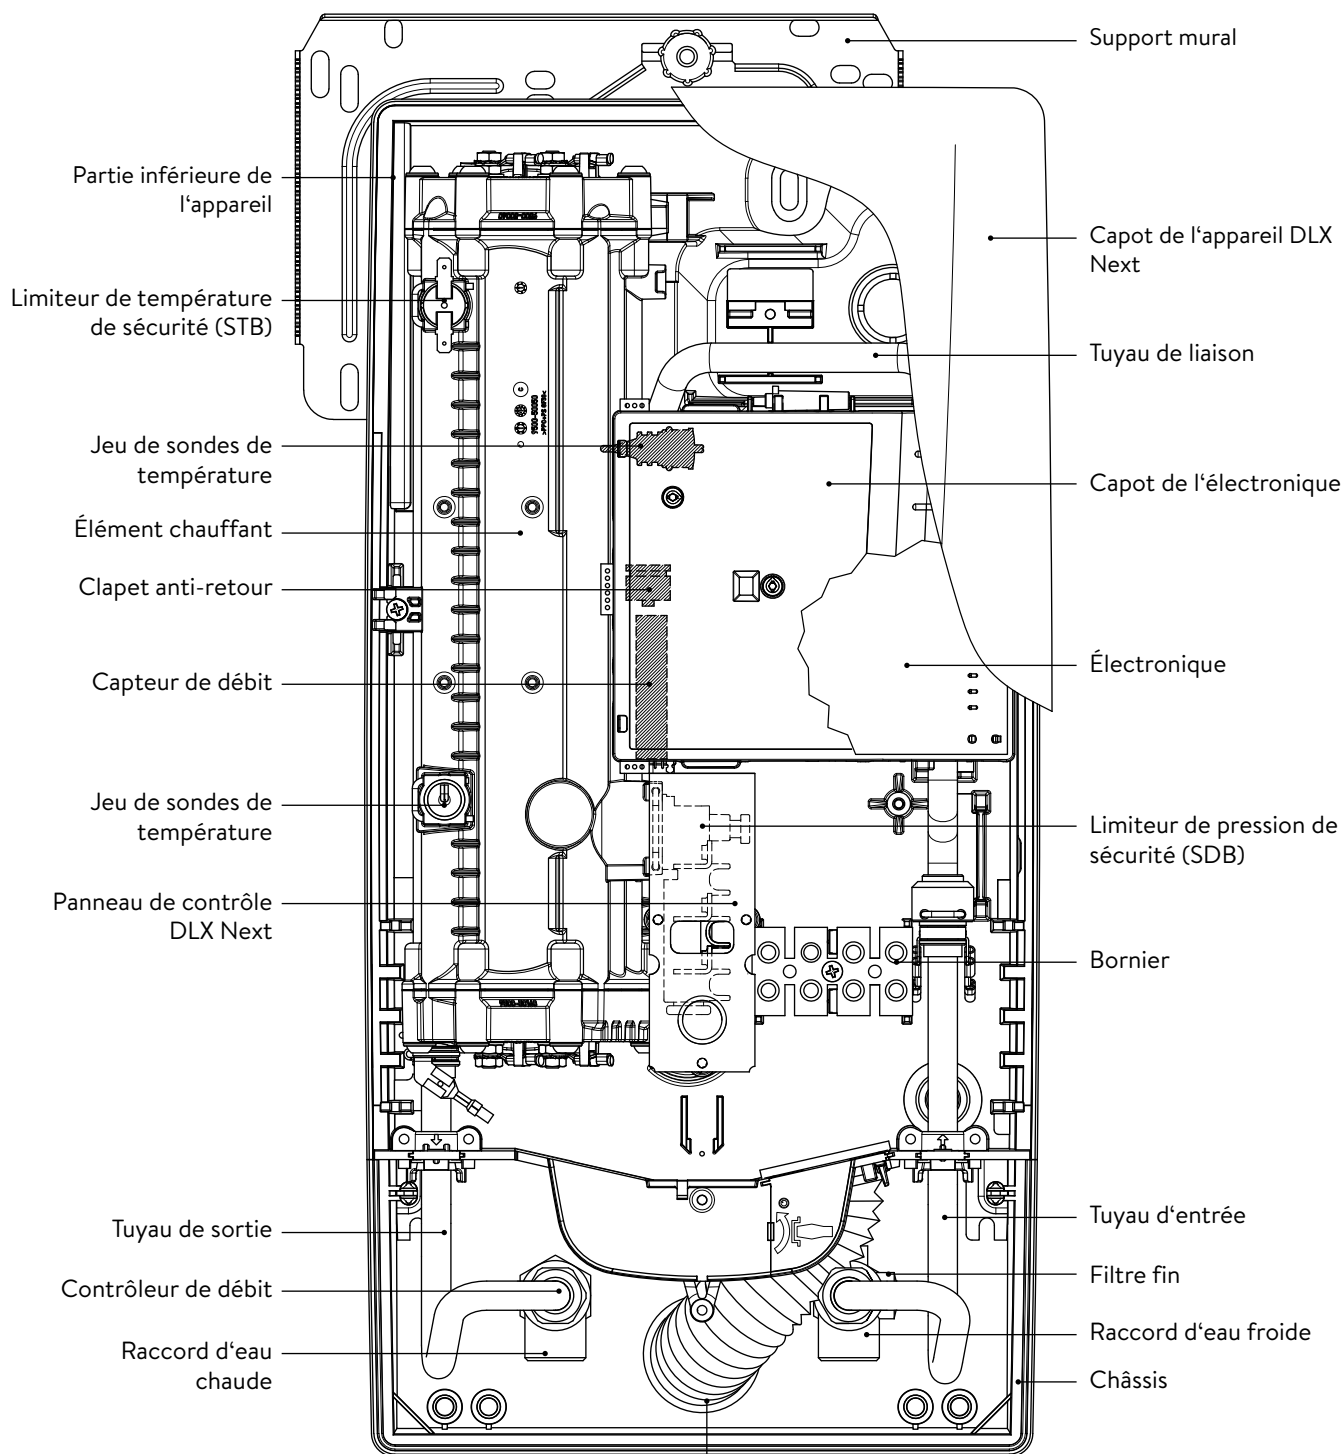 Support mural
Partie inférieure de
l‘appareil
Capot de l‘appareil DLX
Next
Limiteur de température
de sécurité (STB)
Tuyau de liaison
Jeu de sondes de
température
Capot de l‘électronique
Élément chauffant
Clapet anti-retour
Électronique
Capteur de débit
Jeu de sondes de
température
Limiteur de pression de
sécurité (SDB)
Panneau de contrôle
DLX Next
Bornier
Tuyau de sortie
Tuyau d‘entrée
Contrôleur de débit
Filtre fin
Raccord d‘eau
chaude
Raccord d‘eau froide
Châssis